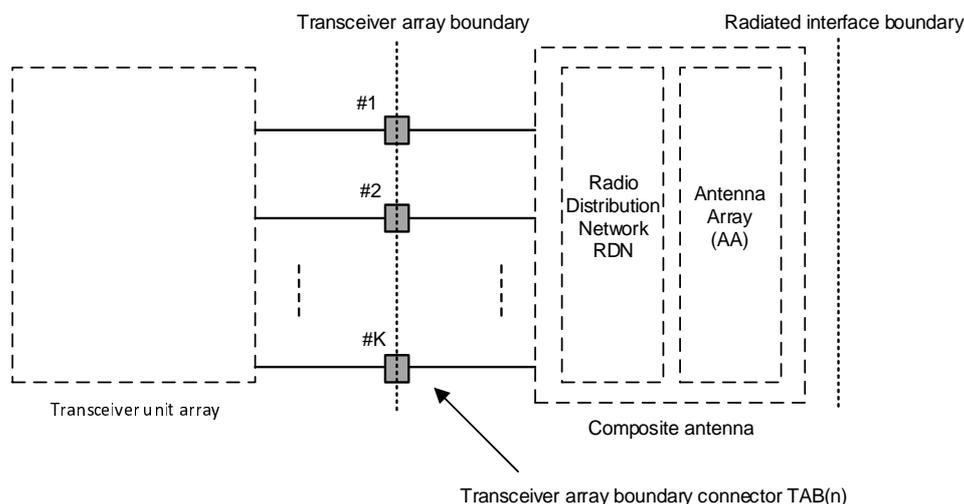 Transceiver array boundary
Radiated interface boundary
#1
#2
#K
Radio
Distribution
Network
RDN
Antenna
Array
(AA)
Transceiver unit array
Composite antenna
Transceiver array boundary connector TAB(n)